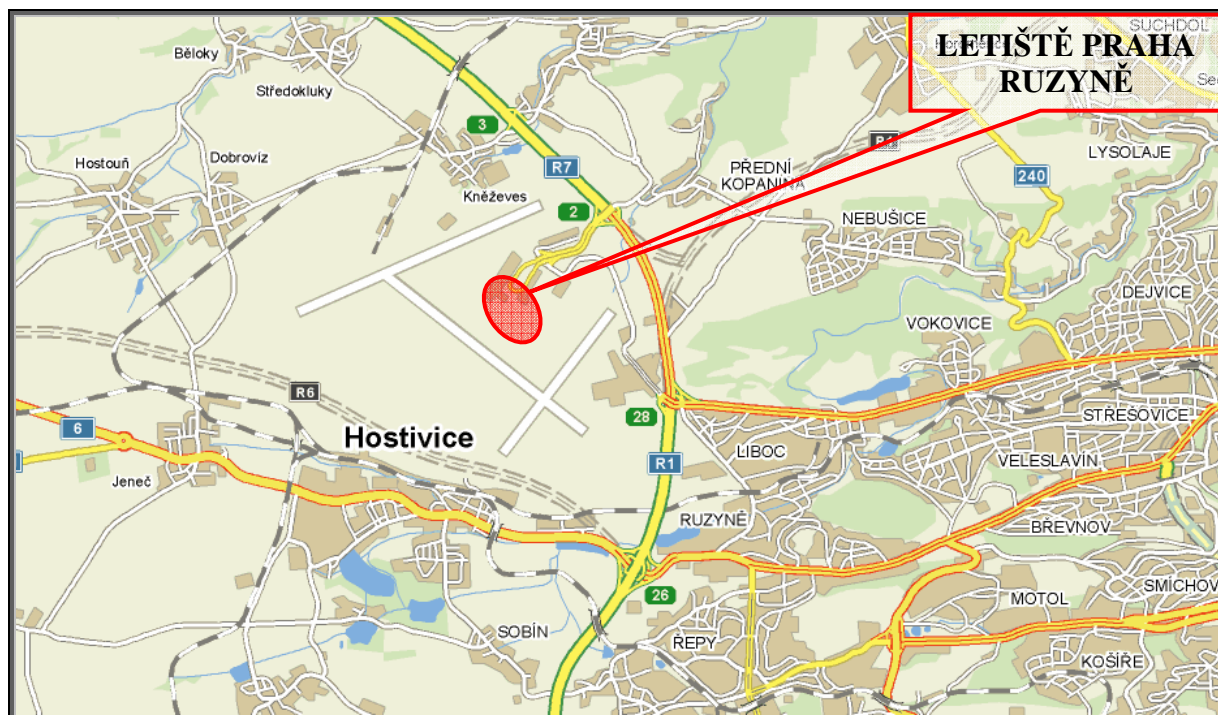 SUCHDOL
LETIŠTĚ PRAHA
RUZYNĚ
Běloky
Středokluky
3
R7
Hostouň
Dobrovíz
Kněževes
2
PŘEDNÍ
KOPANINA
LYSOLAJE
240
NEBUŠICE
DEJVICE
VOKOVICE
R6
6
Hostivice
28
STŘEŠOVICE
LIBOC
VELESLAVÍN
R1
Jeneč
RUZYNĚ
BŘEVNOV
26
MOTOL
SMÍCHOV
SOBÍN
ŘEPY
KOŠÍŘE